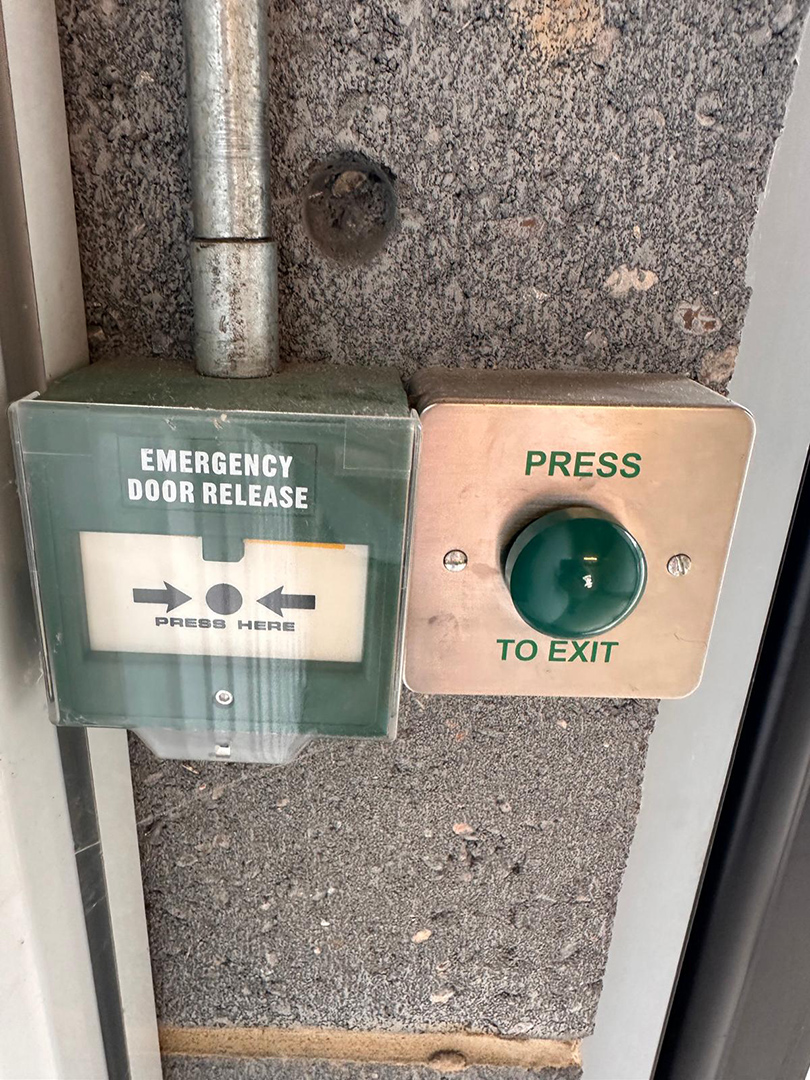 EMERGENCY
DOOR RELEASE
PRESS HERE
PRESS
TO EXIT